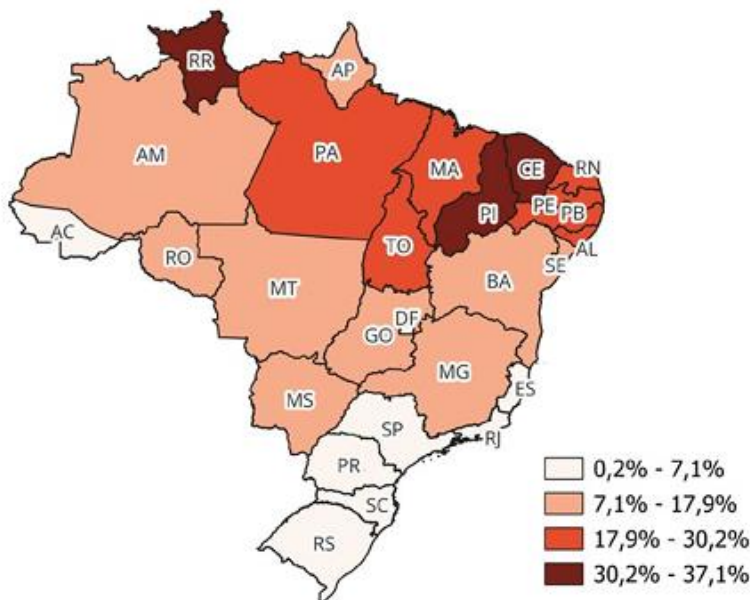 RR
AP
AM
PA
MA
CE
RN
PI
PE
PB
AC
TO
AL
RO
SE
MT
BA
DF
GO
MG
MS
ES
SP
RJ
PR
SC
RS
0,2% - 7,1%
7,1% - 17,9%
17,9% - 30,2%
30,2% - 37,1%